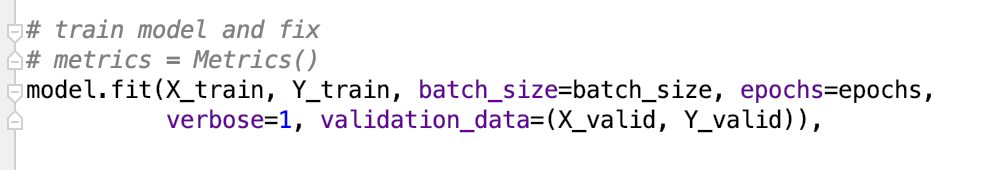 # train model and fix
# metrics = Metrics()
model.fit(X_train, Y_train, batch_size=batch_size, epochs=epochs,
verbose=1, validation_data=(X_valid, Y_valid)),